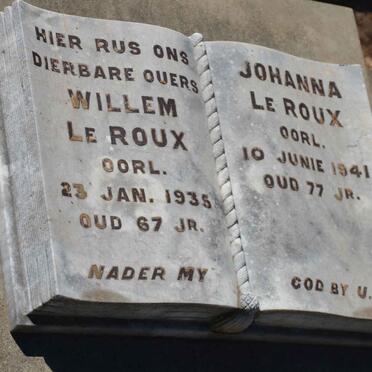 HIER RUS ONS
DIERBARE OUERS
WILLEM
LE ROUX
OORL.
23 JAN. 1935
OUD 67 JR.
NADER MY
JOHANNA
LE ROUX
OORL.
10 JUNIE 1941
OUD 77 JR.
GOD BY U.